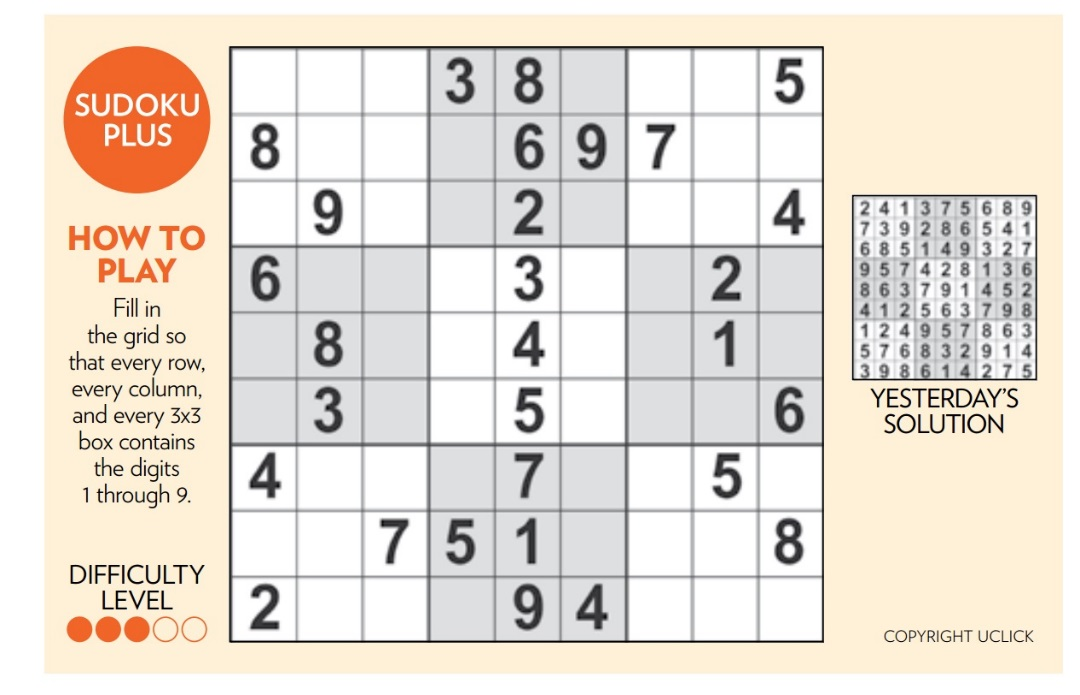 SUDOKU
PLUS
HOW TO
PLAY
Fill in
the grid so
that every row,
every column,
and every 3x3
box contains
the digits
1 through 9.
DIFFICULTY
LEVEL
3 8 5
8 6 9 7
9 2 4
6 3 2
8 4 1
3 5 6
4 7 5
7 5 1 8
2 9 4
2 4 1 3 7 5 6 8 9
7 3 9 2 8 6 5 4 1
6 8 5 1 4 9 3 2 7
9 5 7 4 2 8 1 3 6
8 6 3 7 9 1 4 5 2
4 1 2 5 6 3 7 9 8
1 2 4 9 5 7 8 6 3
5 7 6 8 3 2 9 1 4
3 9 8 6 1 4 2 7 5
YESTERDAY'S
SOLUTION
COPYRIGHT UCLICK